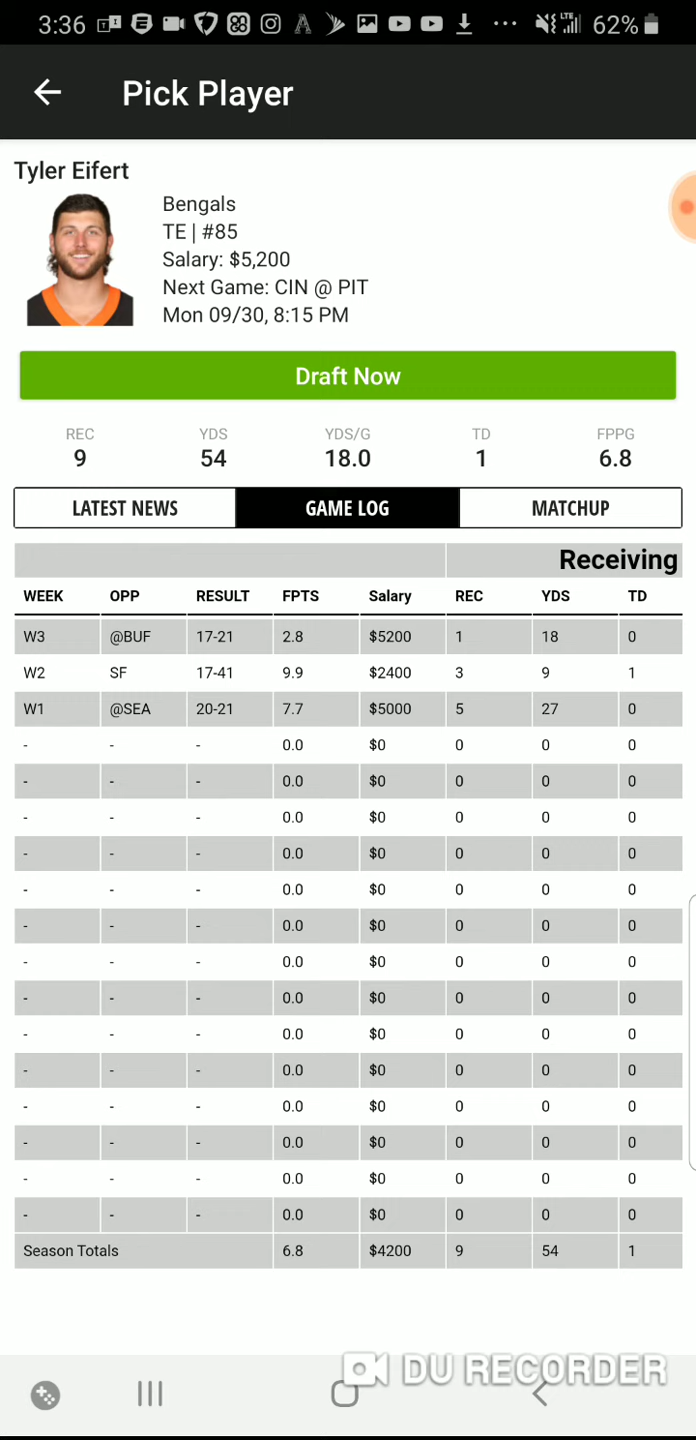 3:36 LTE 62%
Pick Player
Tyler Eifert
Bengals
TE | #85
Salary: $5,200
Next Game: CIN @ PIT
Mon 09/30, 8:15 PM
Draft Now
REC YDS YDS/G TD FPPG
9 54 18.0 1 6.8
LATEST NEWS GAME LOG MATCHUP
Receiving
WEEK OPP RESULT FPTS Salary REC YDS TD
W3 @BUF 17-21 2.8 $5200 1 18 0
W2 SF 17-41 9.9 $2400 3 9 1
W1 @SEA 20-21 7.7 $5000 5 27 0
- - - 0.0 $0 0 0 0
- - - 0.0 $0 0 0 0
- - - 0.0 $0 0 0 0
- - - 0.0 $0 0 0 0
- - - 0.0 $0 0 0 0
- - - 0.0 $0 0 0 0
- - - 0.0 $0 0 0 0
- - - 0.0 $0 0 0 0
- - - 0.0 $0 0 0 0
- - - 0.0 $0 0 0 0
- - - 0.0 $0 0 0 0
- - - 0.0 $0 0 0 0
- - - 0.0 $0 0 0 0
- - - 0.0 $0 0 0 0
Season Totals 6.8 $4200 9 54 1
DU RECORDER